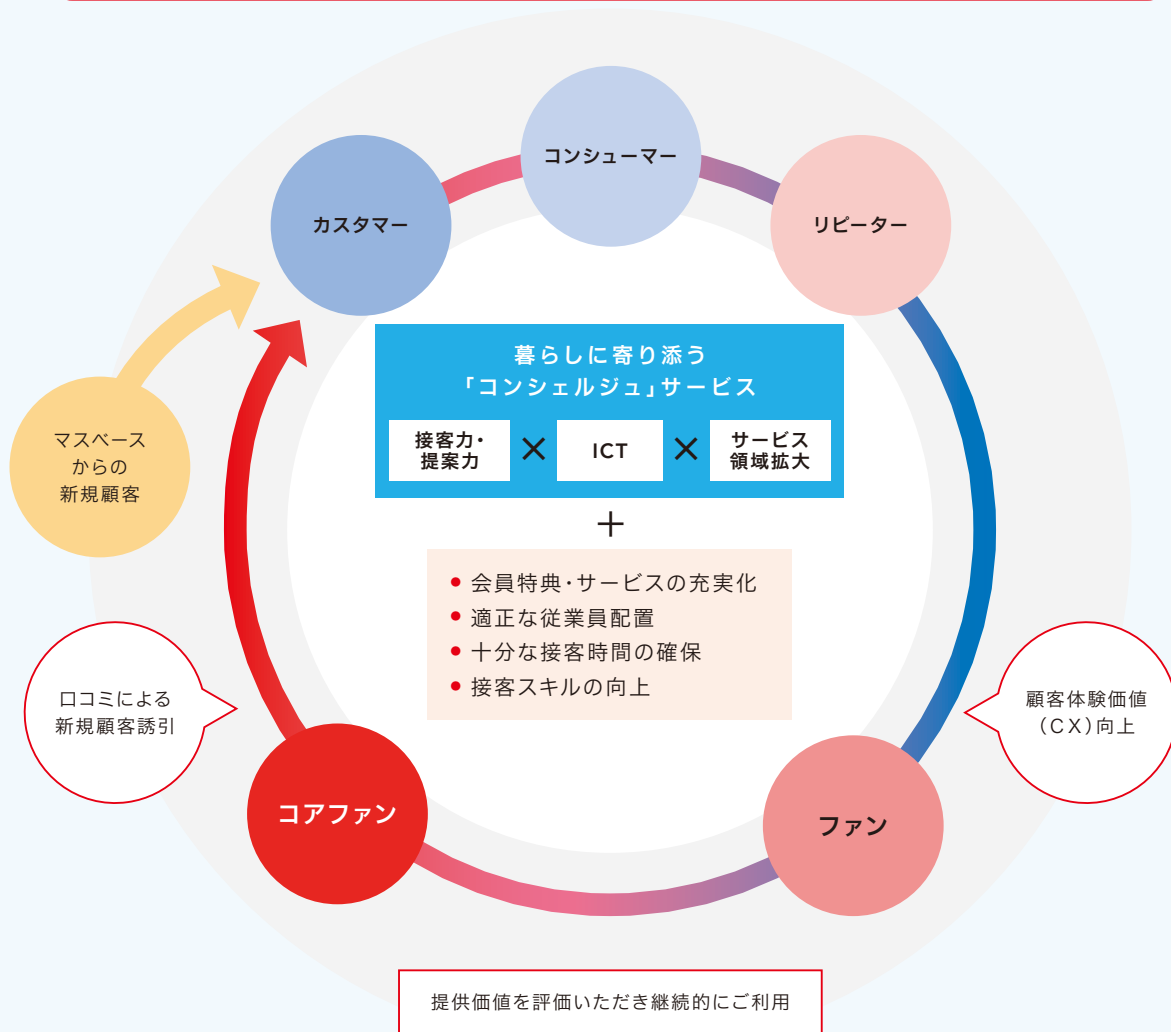 コンシューマー
カスタマー
リピーター
暮らしに寄り添う
「コンシェルジュ」サービス
接客力・
提案力
×
ICT
×
サービス
領域拡大
マスベース
からの
新規顧客
＋
• 会員特典・サービスの充実化
• 適正な従業員配置
• 十分な接客時間の確保
• 接客スキルの向上
口コミによる
新規顧客誘引
顧客体験価値
（CX）向上
コアファン
ファン
提供価値を評価いただき継続的にご利用